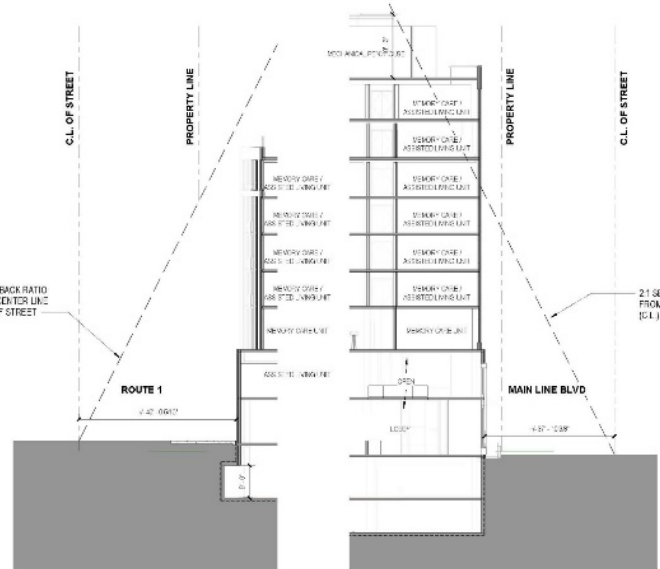 C.L. OF STREET
PROPERTY LINE
MECHANICAL PENTHOUSE
PROPERTY LINE
C.L. OF STREET
MEMORY CARE /
ASSISTED LIVING UNIT
MEMORY CARE /
ASSISTED LIVING UNIT
MEMORY CARE /
ASSISTED LIVING UNIT
MEMORY CARE /
ASSISTED LIVING UNIT
MEMORY CARE /
ASSISTED LIVING UNIT
MEMORY CARE /
ASSISTED LIVING UNIT
MEMORY CARE /
ASSISTED LIVING UNIT
MEMORY CARE /
ASSISTED LIVING UNIT
MEMORY CARE /
ASSISTED LIVING UNIT
MEMORY CARE /
ASSISTED LIVING UNIT
BACK RATIO
CENTER LINE
F STREET
2:1 SE
FROM
(C.L.)
MEMORY CARE UNIT
MEMORY CARE UNIT
ASSISTED LIVING UNIT
OPEN
ROUTE 1
MAIN LINE BLVD
LOBBY